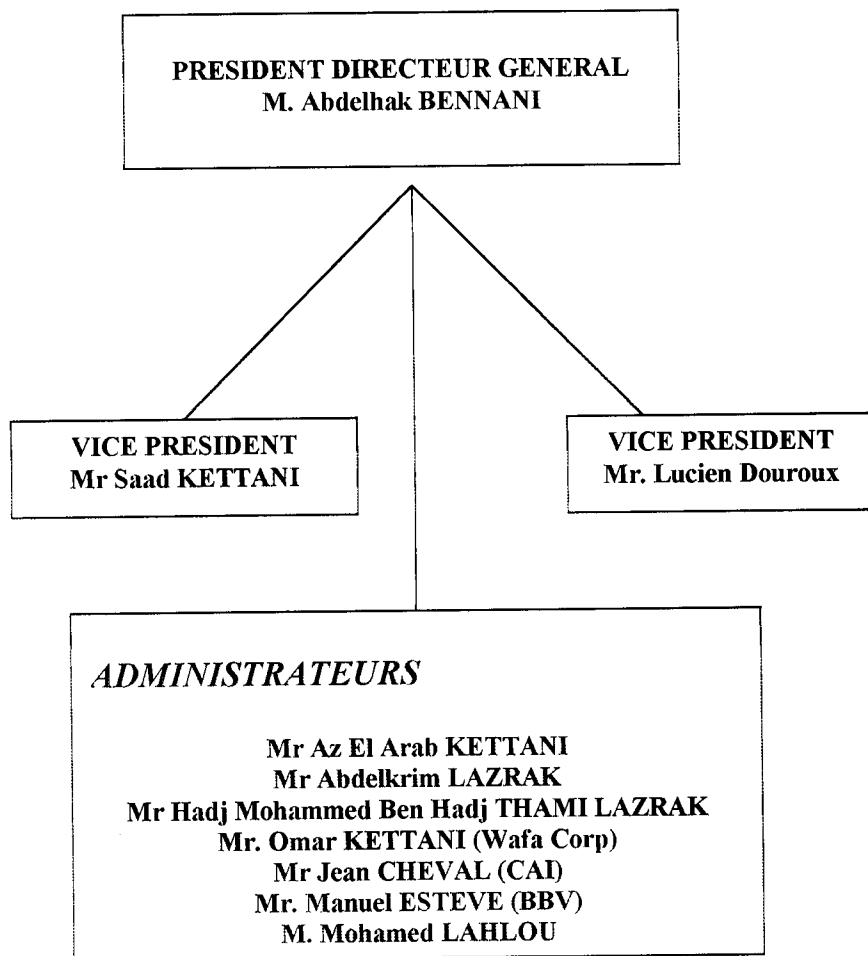 PRESIDENT DIRECTEUR GENERAL
M. Abdelhak BENNANI
VICE PRESIDENT
Mr Saad KETTANI
VICE PRESIDENT
Mr. Lucien Douroux
ADMINISTRATEURS
Mr Az El Arab KETTANI
Mr Abdelkrim LAZRAK
Mr Hadj Mohammed Ben Hadj THAMI LAZRAK
Mr. Omar KETTANI (Wafa Corp)
Mr Jean CHEVAL (CAI)
Mr. Manuel ESTEVE (BBV)
M. Mohamed LAHLOU